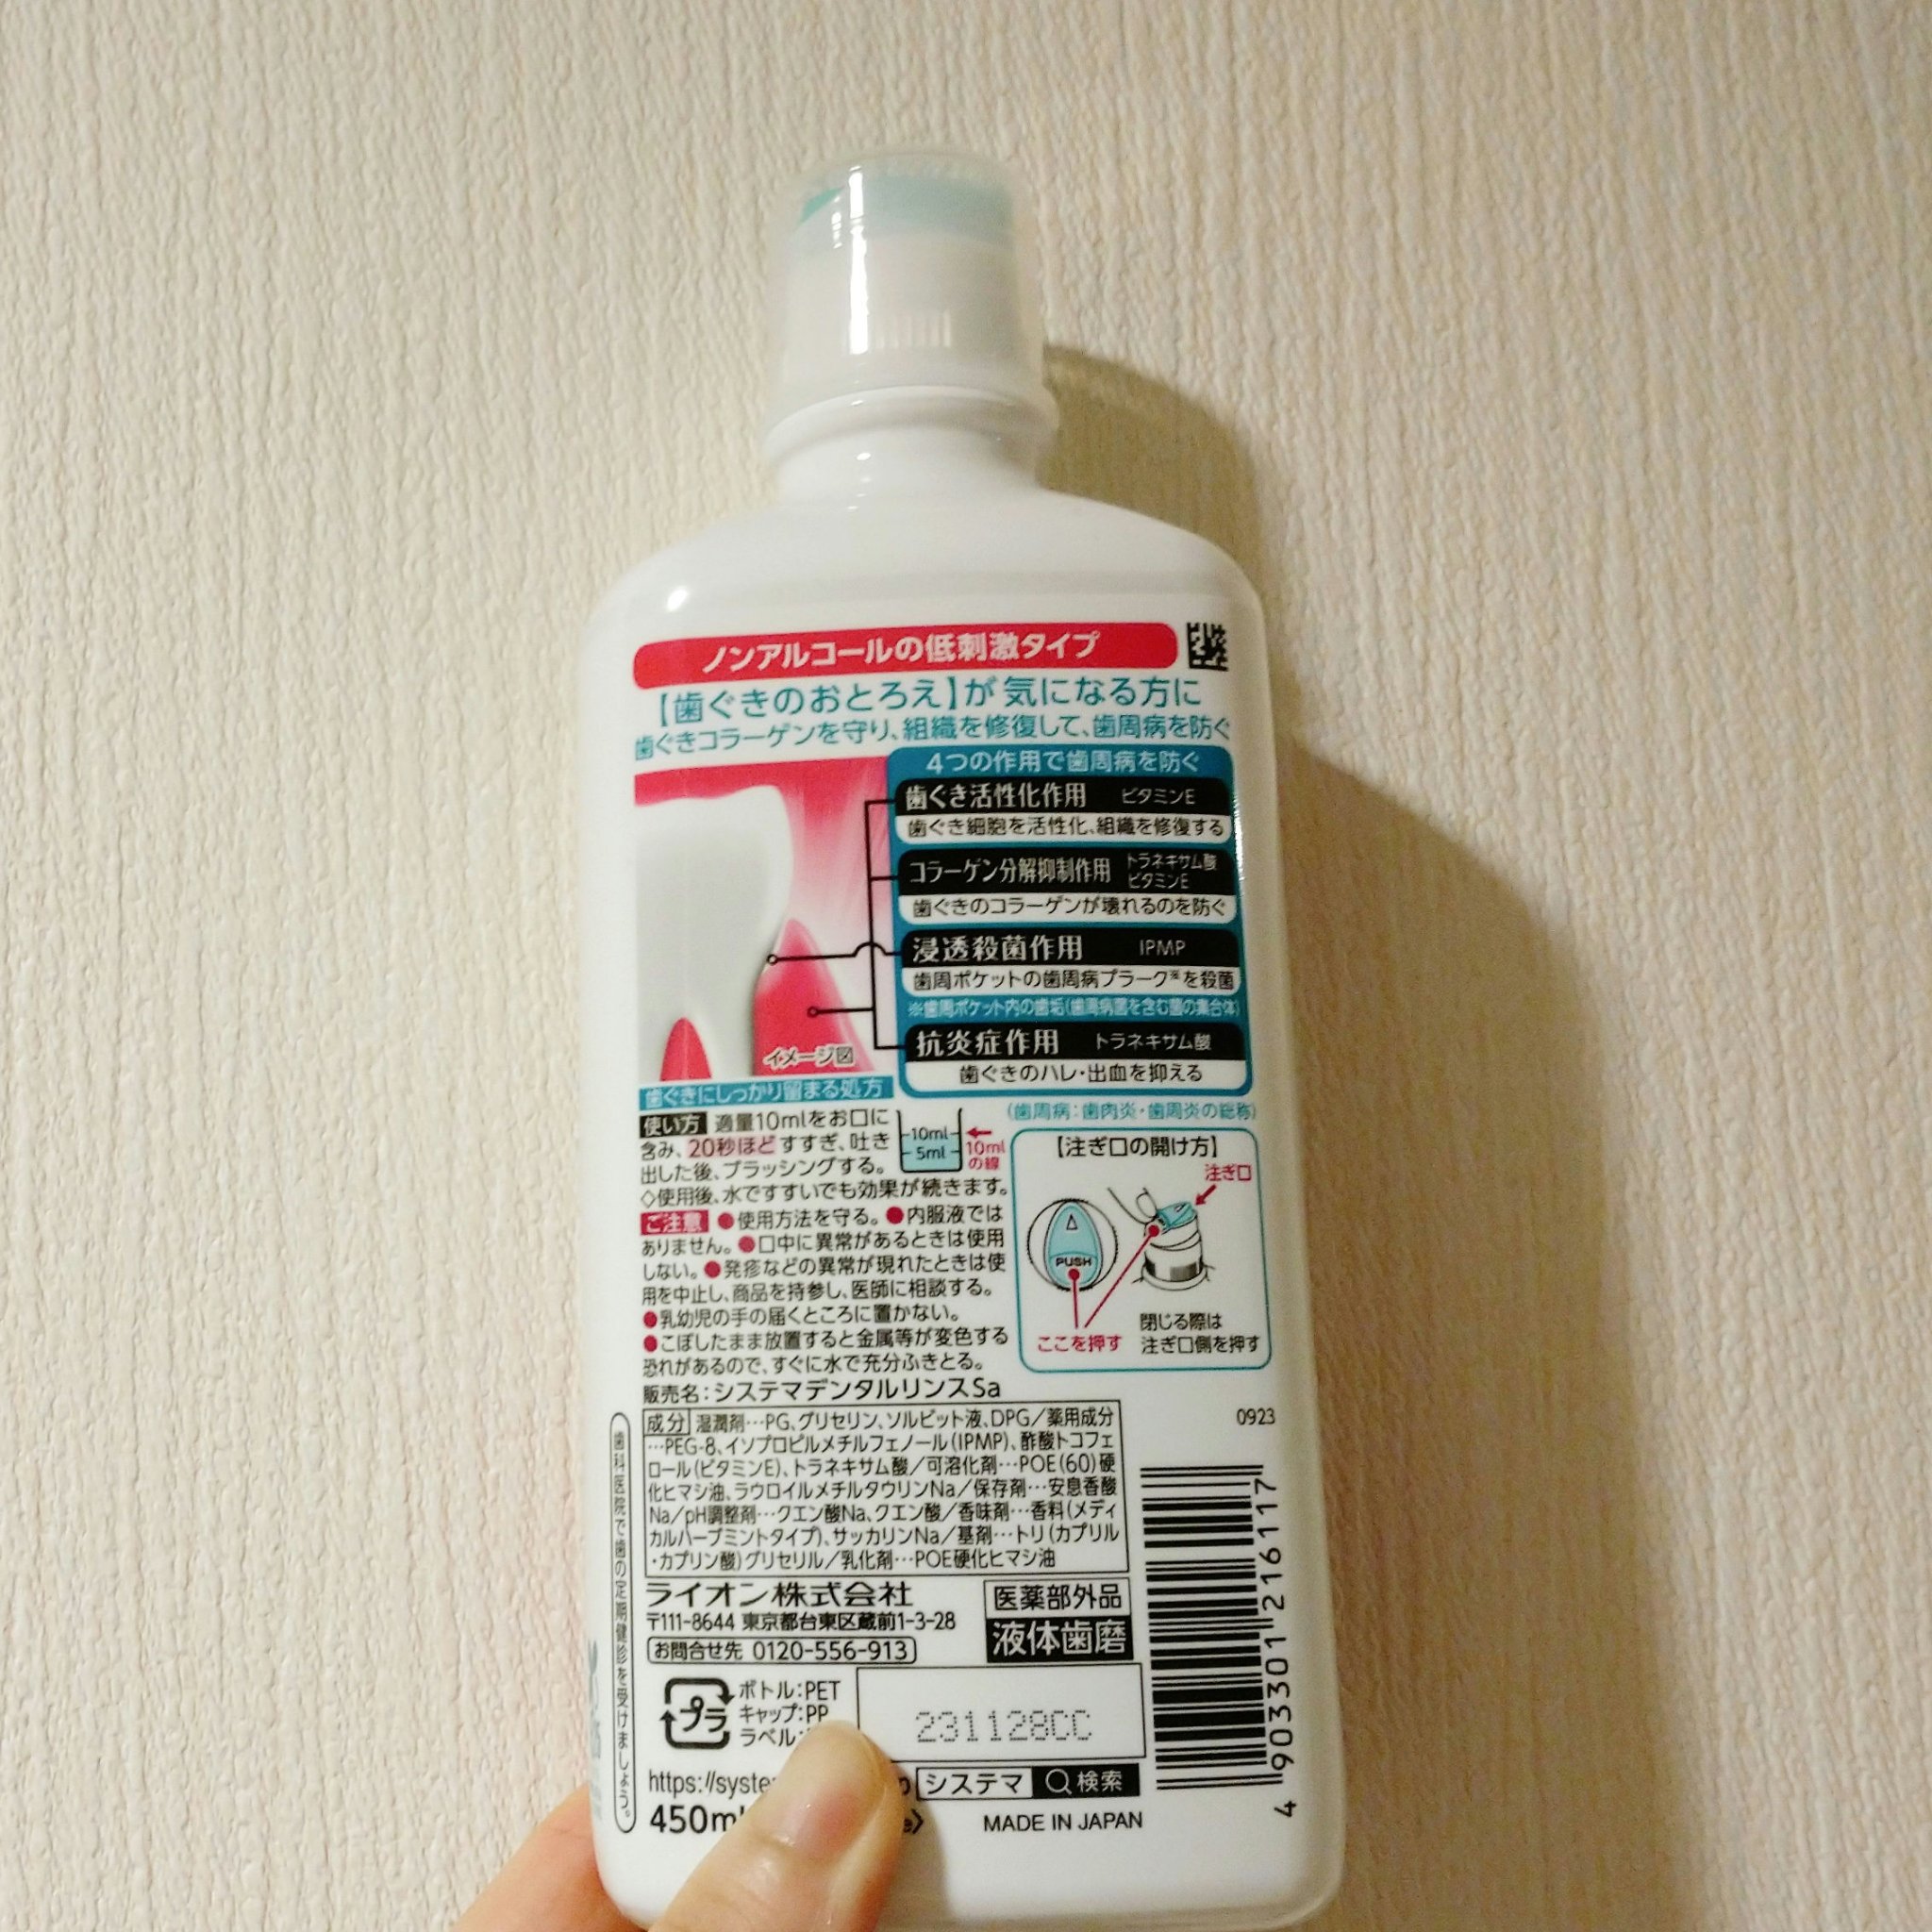 ノンアルコールの低刺激タイプ
【歯ぐきのおとろえ】が気になる方に
歯ぐきコラーゲンを守り、組織を修復して、歯周病を防ぐ
4つの作用で歯周病を防ぐ
歯ぐき活性化作用 ビタミンE
歯ぐき細胞を活性化、組織を修復する
コラーゲン分解抑制作用 トラネキサム酸
ビタミンE
歯ぐきのコラーゲンが壊れるのを防ぐ
浸透殺菌作用 IPMP
歯周ポケットの歯周病プラーク※を殺菌
※歯周ポケット内の歯垢(歯周病菌を含む菌の集合体)
抗炎症作用 トラネキサム酸
歯ぐきのハレ・出血を抑える
イメージ図
歯ぐきにしっかり留まる処方
(歯周病:歯肉炎・歯周炎の総称)
使い方 適量10mlをお口に
含み、20秒ほどすすぎ、吐き
出した後、ブラッシングする。
◇使用後、水ですすいでも効果が続きます。
10ml
5ml
10ml
の線
ご注意 ●使用方法を守る。●内服液では
ありません。●口中に異常があるときは使用
しない。●発疹などの異常が現れたときは使
用を中止し、商品を持参し、医師に相談する。
●乳幼児の手の届くところに置かない。
●こぼしたまま放置すると金属等が変色する
恐れがあるので、すぐに水で充分ふきとる。
【注ぎ口の開け方】
注ぎ口
PUSH
ここを押す
閉じる際は
注ぎ口側を押す
販売名:システマデンタルリンスSa
成分 湿潤剤…PG、グリセリン、ソルビット液、DPG/薬用成分
…PEG-8、イソプロピルメチルフェノール(IPMP)、酢酸トコフェ
ロール(ビタミンE)、トラネキサム酸/可溶化剤…POE(60)硬
化ヒマシ油、ラウロイルメチルタウリンNa/保存剤…安息香酸
Na/pH調整剤…クエン酸Na、クエン酸/香味剤…香料(メディ
カルハーブミントタイプ)、サッカリンNa/基剤…トリ(カプリル
・カプリン酸)グリセリル/乳化剤…POE硬化ヒマシ油
0923
歯科医院で歯の定期健診を受けましょう。
ライオン株式会社
〒111-8644 東京都台東区蔵前1-3-28
お問合せ先 0120-556-913
医薬部外品
液体歯磨
プラ
ボトル:PET
キャップ:PP
ラベル:
231128CC
https://syste
システマ 検索
450ml
MADE IN JAPAN
4 903301 216117